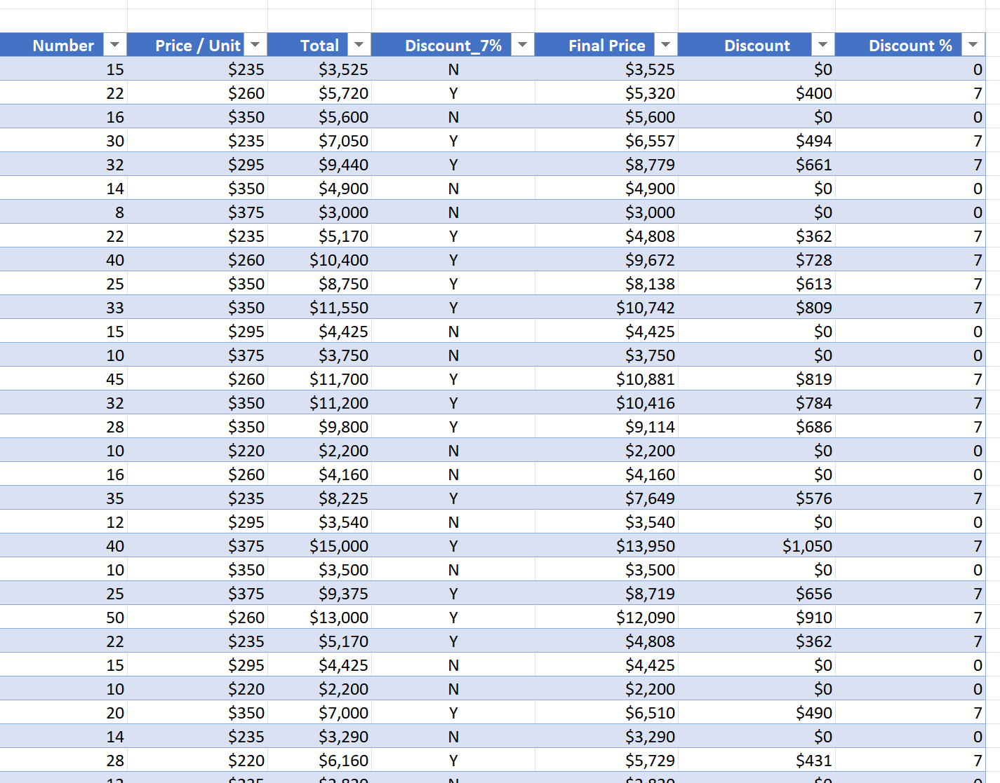 Number Price / Unit Total Discount_7% Final Price Discount Discount %
15 $235 $3,525 N $3,525 $0 0
22 $260 $5,720 Y $5,320 $400 7
16 $350 $5,600 N $5,600 $0 0
30 $235 $7,050 Y $6,557 $494 7
32 $295 $9,440 Y $8,779 $661 7
14 $350 $4,900 N $4,900 $0 0
8 $375 $3,000 N $3,000 $0 0
22 $235 $5,170 Y $4,808 $362 7
40 $260 $10,400 Y $9,672 $728 7
25 $350 $8,750 Y $8,138 $613 7
33 $350 $11,550 Y $10,742 $809 7
15 $295 $4,425 N $4,425 $0 0
10 $375 $3,750 N $3,750 $0 0
45 $260 $11,700 Y $10,881 $819 7
32 $350 $11,200 Y $10,416 $784 7
28 $350 $9,800 Y $9,114 $686 7
10 $220 $2,200 N $2,200 $0 0
16 $260 $4,160 N $4,160 $0 0
35 $235 $8,225 Y $7,649 $576 7
12 $295 $3,540 N $3,540 $0 0
40 $375 $15,000 Y $13,950 $1,050 7
10 $350 $3,500 N $3,500 $0 0
25 $375 $9,375 Y $8,719 $656 7
50 $260 $13,000 Y $12,090 $910 7
22 $235 $5,170 Y $4,808 $362 7
15 $295 $4,425 N $4,425 $0 0
10 $220 $2,200 N $2,200 $0 0
20 $350 $7,000 Y $6,510 $490 7
14 $235 $3,290 N $3,290 $0 0
28 $220 $6,160 Y $5,729 $431 7